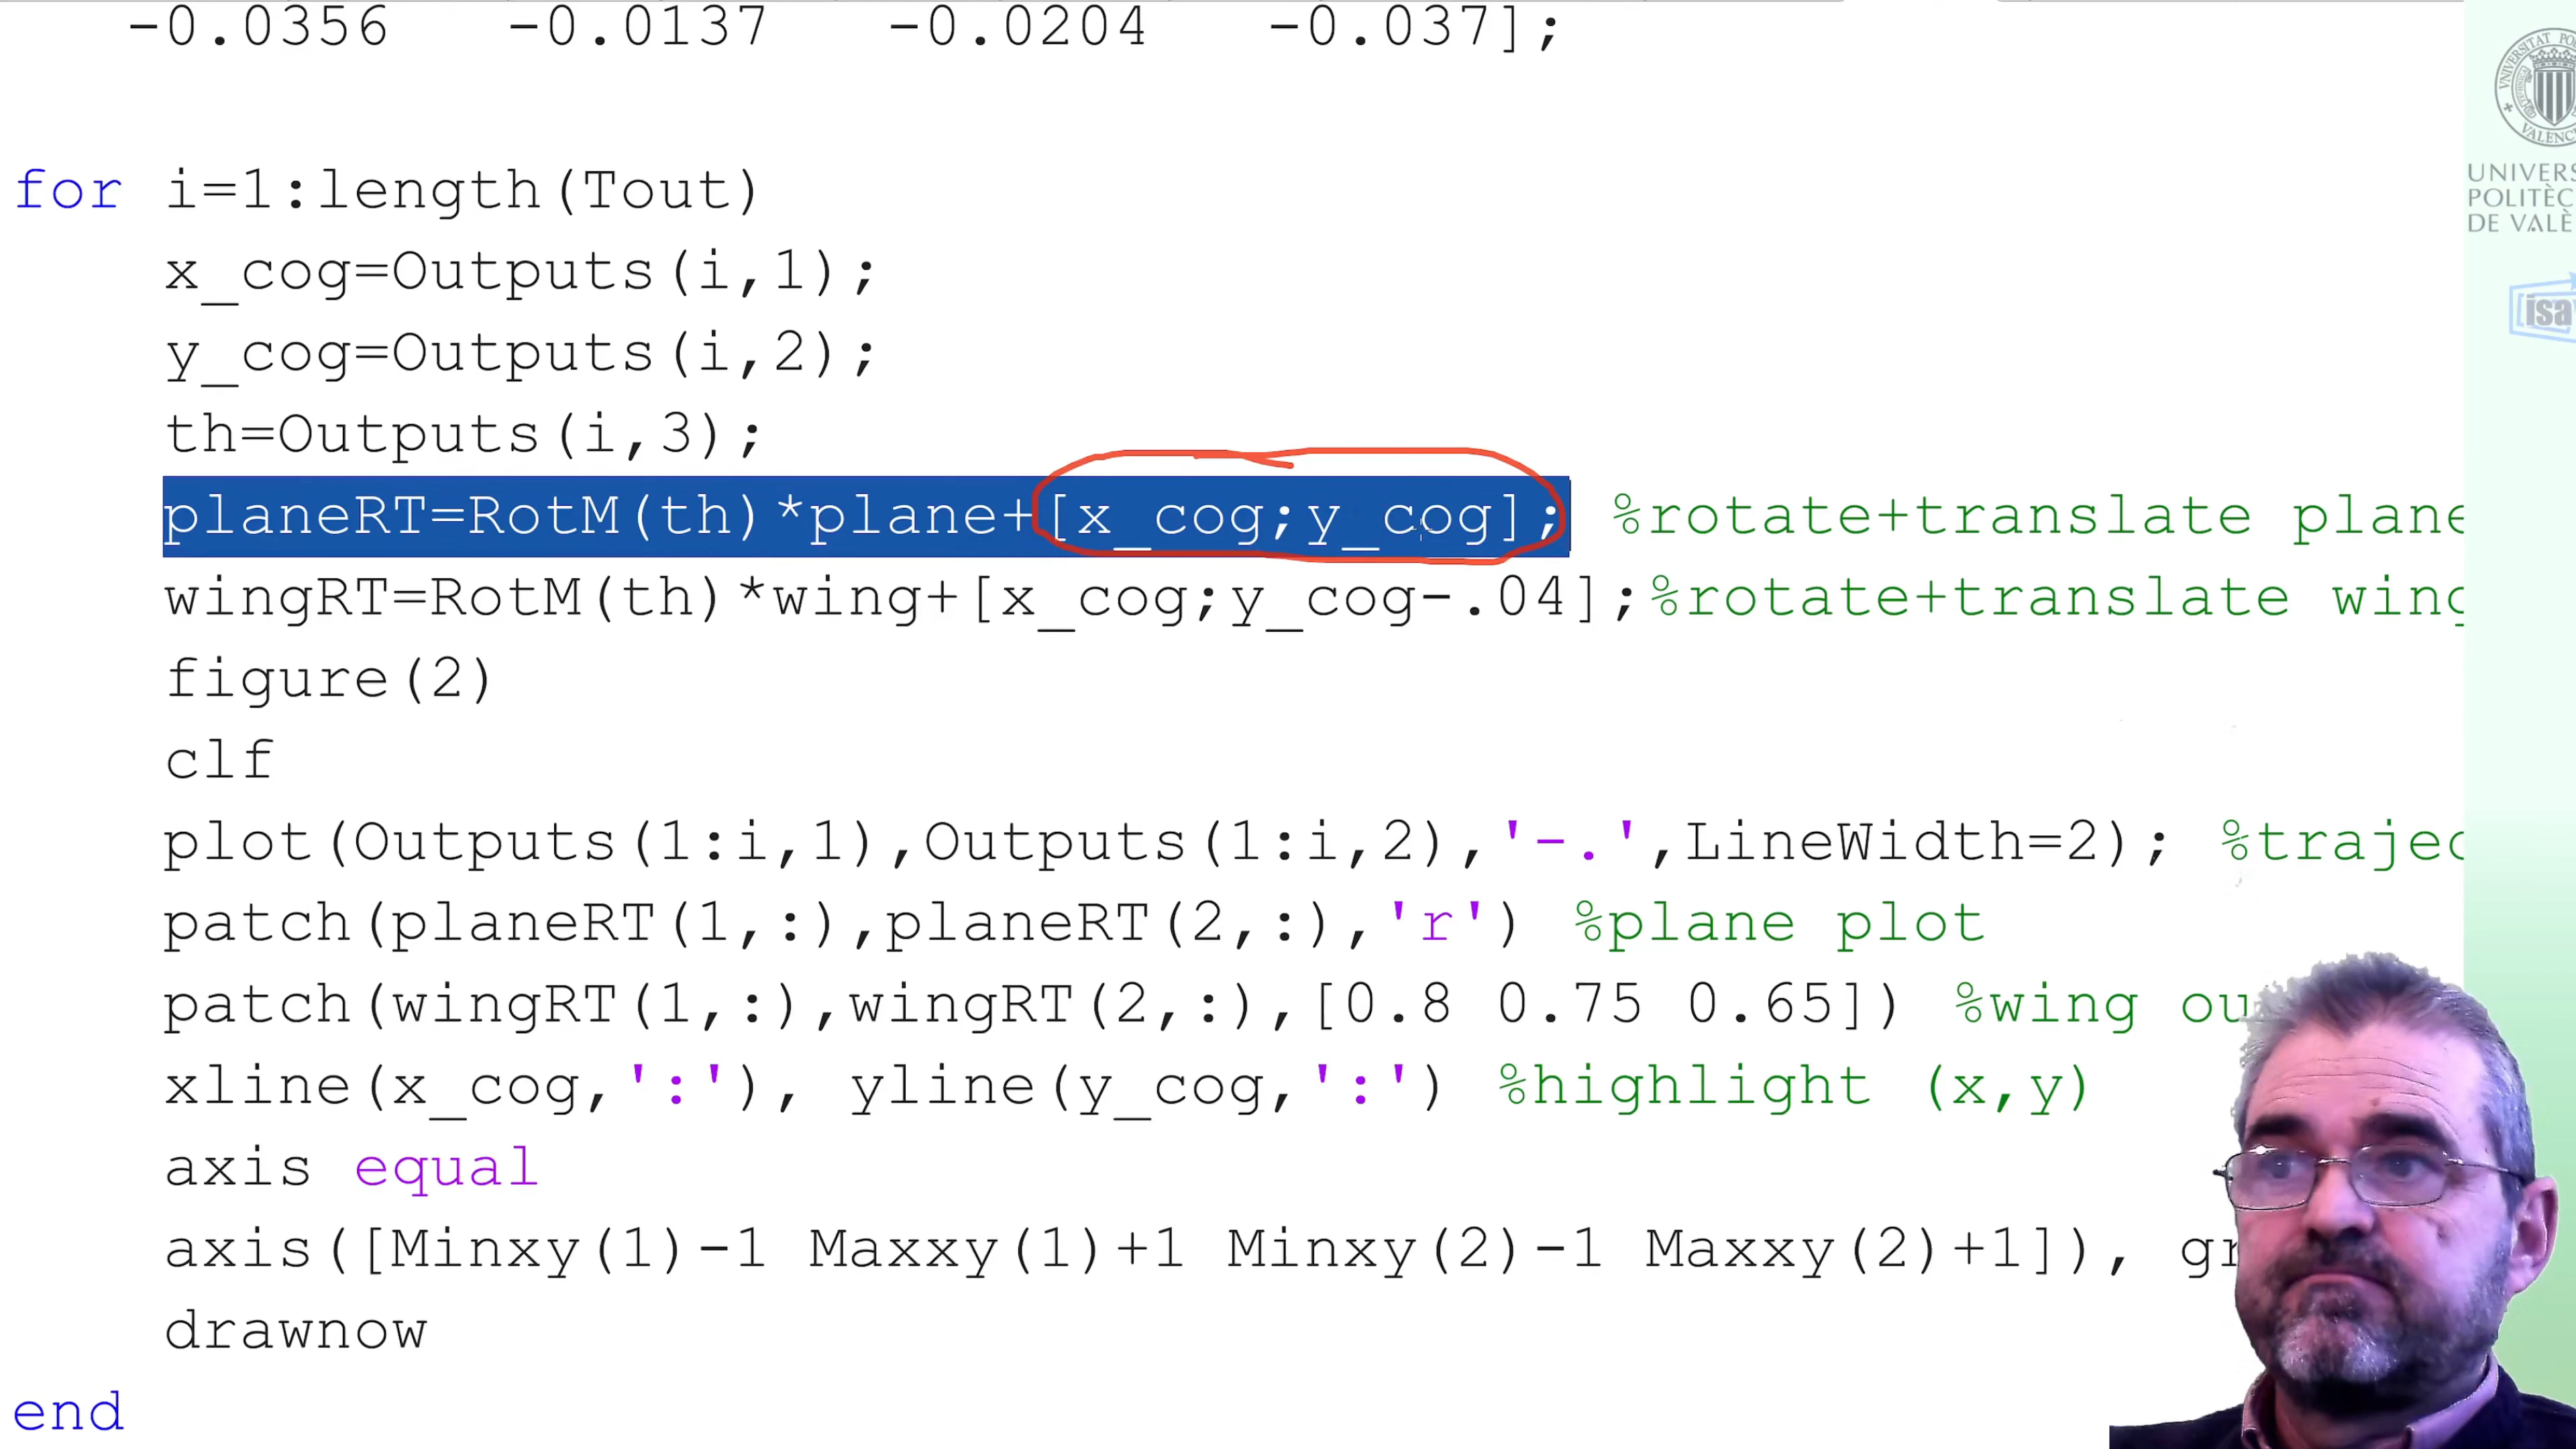 -0.0356 -0.0137 -0.0204 -0.037];
for i=1:length(Tout)
x_cog=Outputs(i,1);
y_cog=Outputs(i,2);
th=Outputs(i,3);
planeRT=RotM(th)*plane+[x_cog;y_cog]; %rotate+translate plane
wingRT=RotM(th)*wing+[x_cog;y_cog-.04];%rotate+translate wing
figure(2)
clf
plot(Outputs(1:i,1),Outputs(1:i,2),'-.',LineWidth=2); %trajec
patch(planeRT(1,:),planeRT(2,:),'r') %plane plot
patch(wingRT(1,:),wingRT(2,:),[0.8 0.75 0.65]) %wing ou
xline(x_cog,':'), yline(y_cog,':') %highlight (x,y)
axis equal
axis([Minxy(1)-1 Maxxy(1)+1 Minxy(2)-1 Maxxy(2)+1]), gr
drawnow
end
UNIVERS
POLITÈC
DE VALÈ
isa